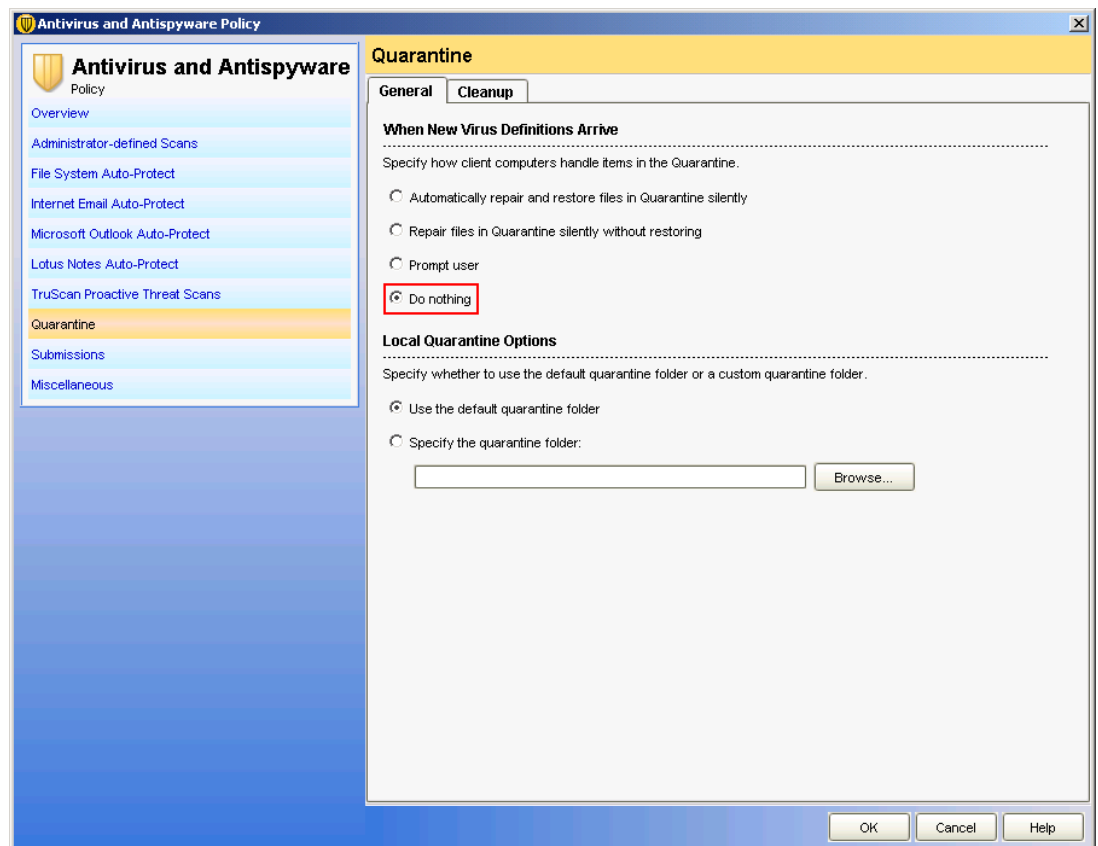 Antivirus and Antispyware Policy
Antivirus and Antispyware
Policy
Overview
Administrator-defined Scans
File System Auto-Protect
Internet Email Auto-Protect
Microsoft Outlook Auto-Protect
Lotus Notes Auto-Protect
TruScan Proactive Threat Scans
Quarantine
Submissions
Miscellaneous
Quarantine
General Cleanup
When New Virus Definitions Arrive
Specify how client computers handle items in the Quarantine.
Automatically repair and restore files in Quarantine silently
Repair files in Quarantine silently without restoring
Prompt user
Do nothing
Local Quarantine Options
Specify whether to use the default quarantine folder or a custom quarantine folder.
Use the default quarantine folder
Specify the quarantine folder:
Browse...
OK Cancel Help